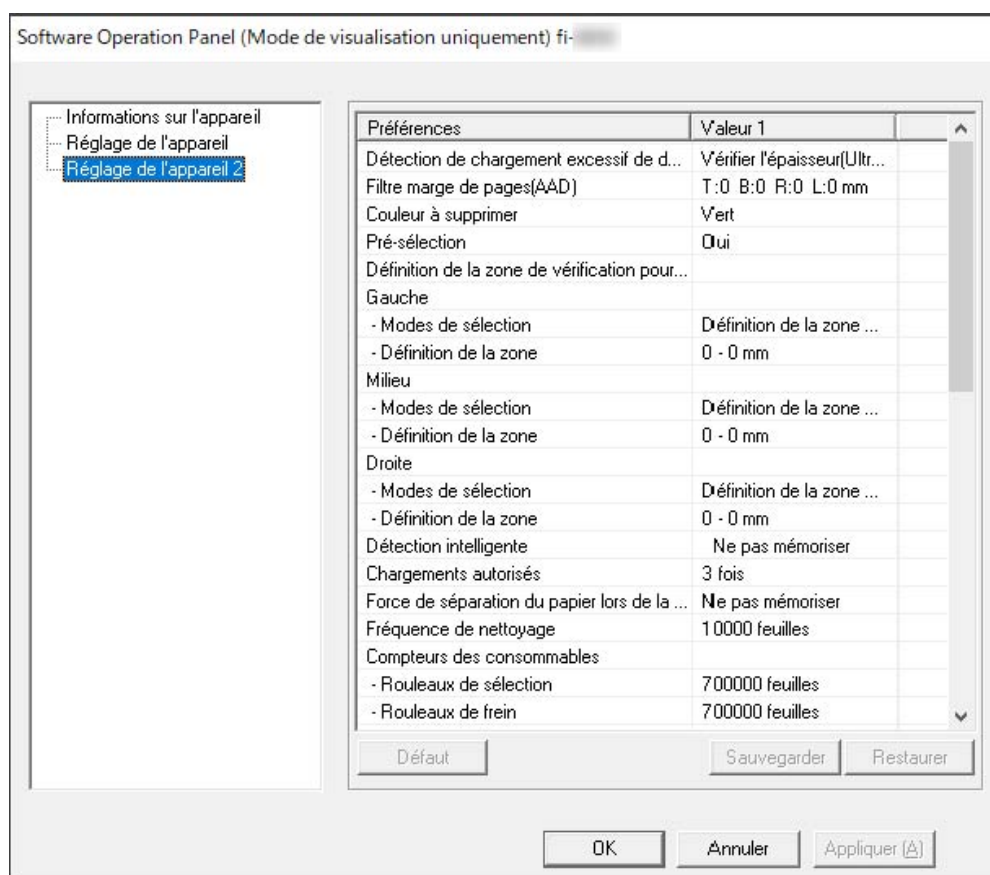 Software Operation Panel (Mode de visualisation uniquement) fi-
Informations sur l'appareil
Réglage de l'appareil
Réglage de l'appareil 2
Préférences Valeur 1
Détection de chargement excessif de d... Vérifier l'épaisseur(Ultr...
Filtre marge de pages(AAD) T:0 B:0 R:0 L:0 mm
Couleur à supprimer Vert
Pré-sélection Oui
Définition de la zone de vérification pour...
Gauche
- Modes de sélection Définition de la zone ...
- Définition de la zone 0 - 0 mm
Milieu
- Modes de sélection Définition de la zone ...
- Définition de la zone 0 - 0 mm
Droite
- Modes de sélection Définition de la zone ...
- Définition de la zone 0 - 0 mm
Détection intelligente Ne pas mémoriser
Chargements autorisés 3 fois
Force de séparation du papier lors de la ... Ne pas mémoriser
Fréquence de nettoyage 10000 feuilles
Compteurs des consommables
- Rouleaux de sélection 700000 feuilles
- Rouleaux de frein 700000 feuilles
Défaut Sauvegarder Restaurer
OK Annuler Appliquer (A)